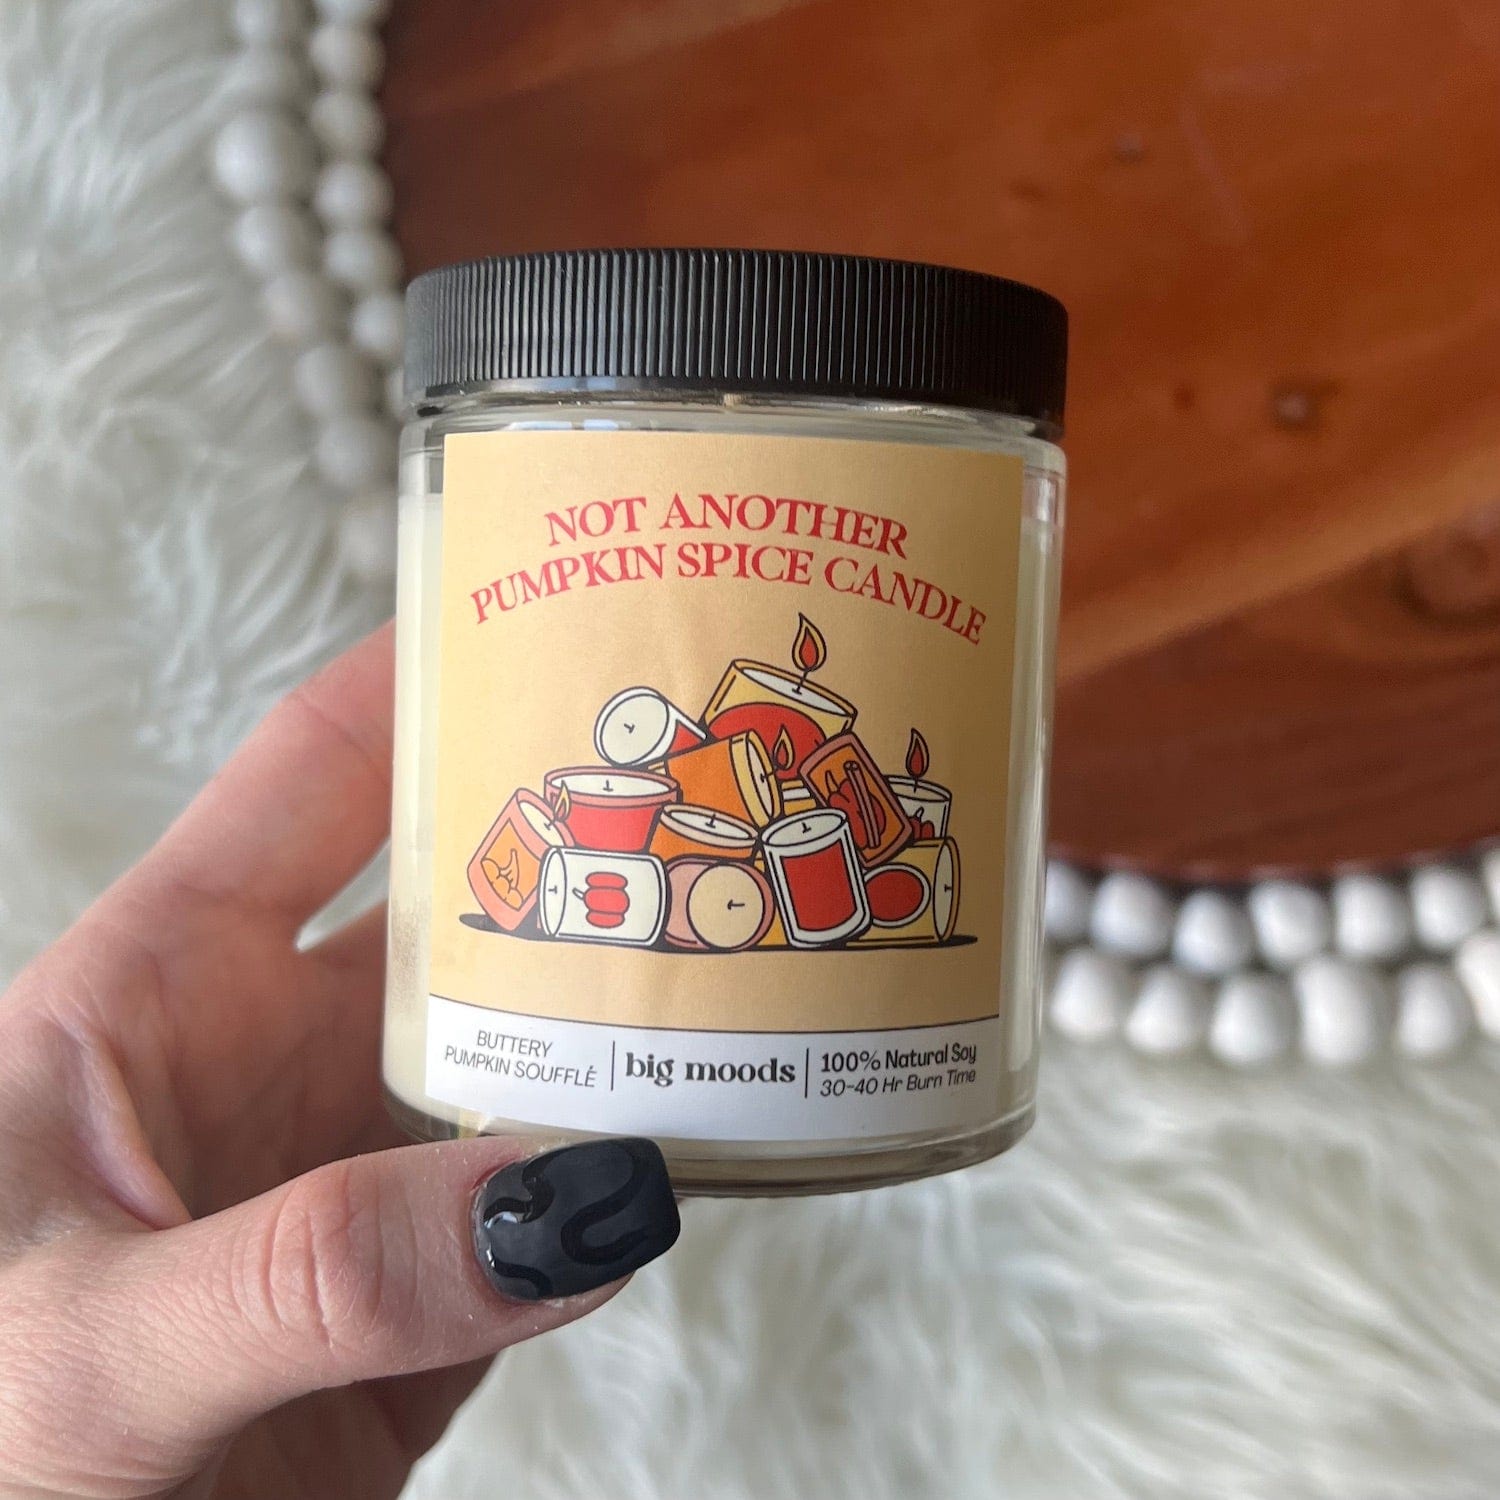 NOT ANOTHER
PUMPKIN SPICE CANDLE
BUTTERY
PUMPKIN SOUFFLÉ
big moods
100% Natural Soy
30-40 Hr Burn Time